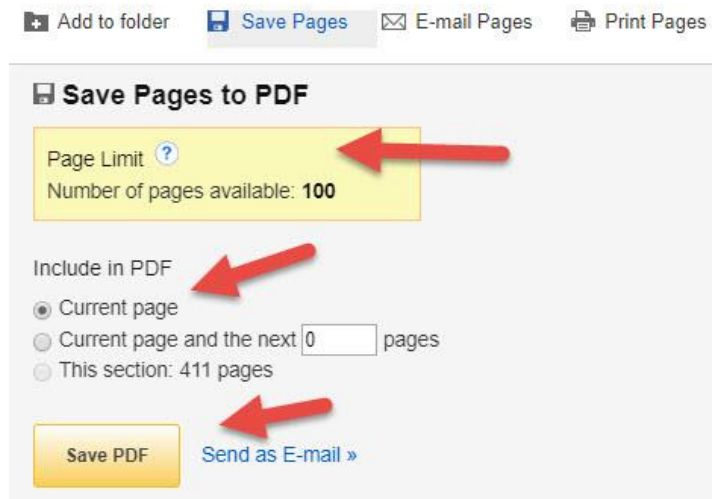 Add to folder Save Pages E-mail Pages Print Pages
Save Pages to PDF
Page Limit ?
Number of pages available: 100
Include in PDF
Current page
Current page and the next 0 pages
This section: 411 pages
Save PDF Send as E-mail »